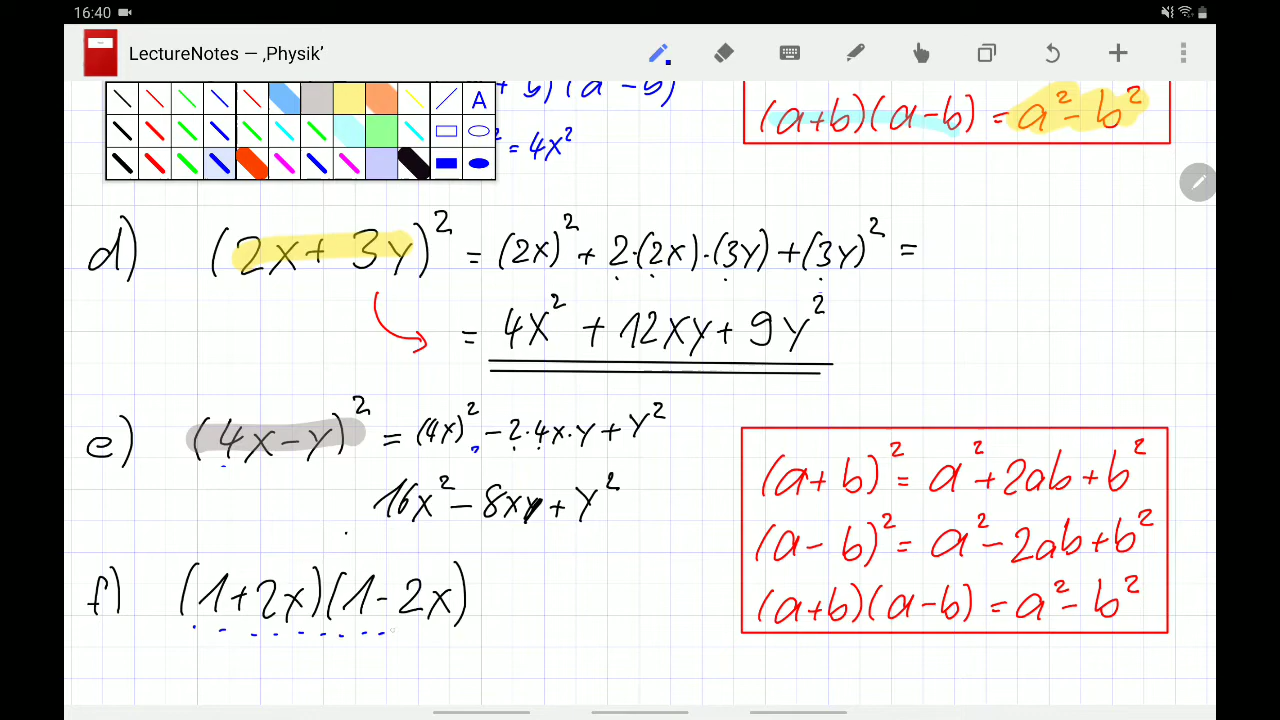 16:40
LectureNotes — ‚Physik‘
A
(a - b)
(a+b)(a-b) = a² - b²
= 4x²
d) (2x + 3y)² = (2x)² + 2·(2x)·(3y) + (3y)² =
= 4x² + 12xy + 9y²
e) (4x - y)² = (4x)² - 2·4x·y + y²
16x² - 8xy + y²
(a+b)² = a² + 2ab + b²
(a-b)² = a² - 2ab + b²
f) (1+2x)(1-2x)
(a+b)(a-b) = a² - b²